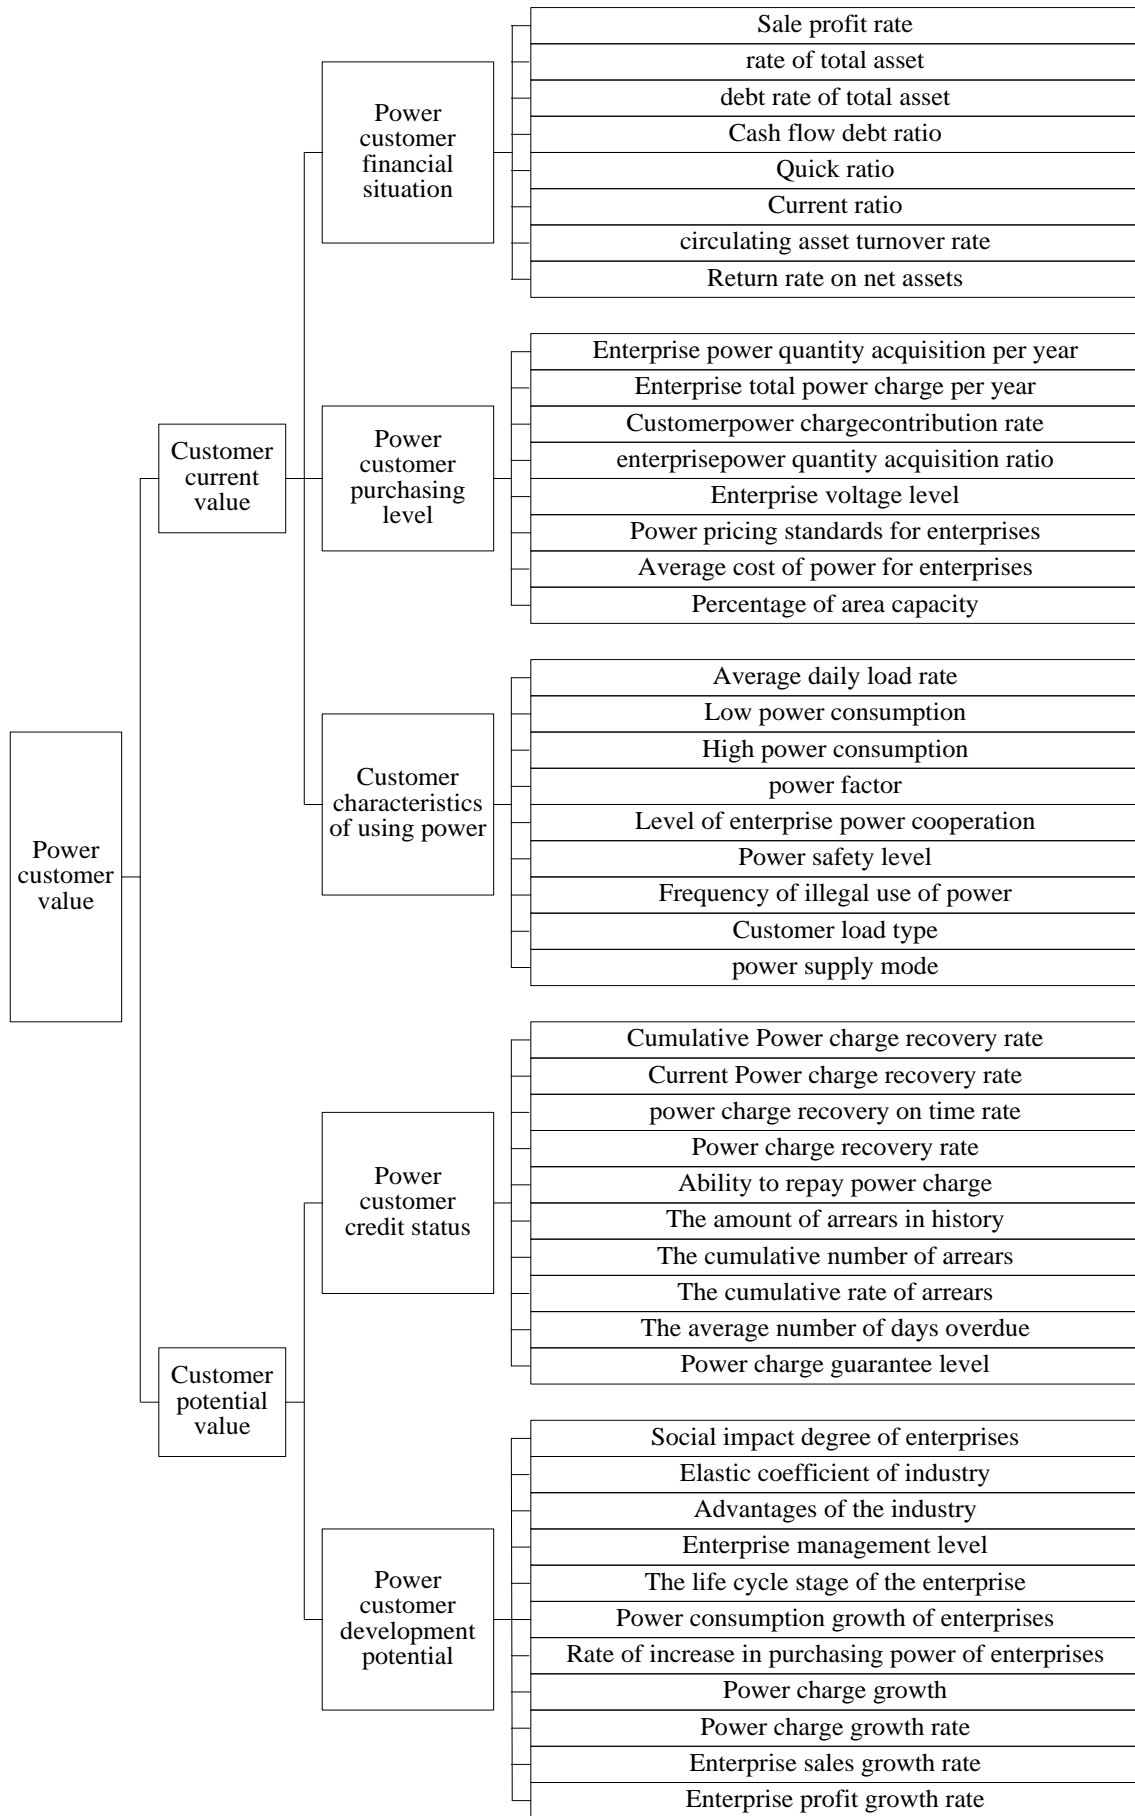 Power
customer
value
Customer
current
value
Power
customer
financial
situation
Sale profit rate
rate of total asset
debt rate of total asset
Cash flow debt ratio
Quick ratio
Current ratio
circulating asset turnover rate
Return rate on net assets
Power
customer
purchasing
level
Enterprise power quantity acquisition per year
Enterprise total power charge per year
Customerpower chargecontribution rate
enterprisepower quantity acquisition ratio
Enterprise voltage level
Power pricing standards for enterprises
Average cost of power for enterprises
Percentage of area capacity
Customer
characteristics
of using power
Average daily load rate
Low power consumption
High power consumption
power factor
Level of enterprise power cooperation
Power safety level
Frequency of illegal use of power
Customer load type
power supply mode
Customer
potential
value
Power
customer
credit status
Cumulative Power charge recovery rate
Current Power charge recovery rate
power charge recovery on time rate
Power charge recovery rate
Ability to repay power charge
The amount of arrears in history
The cumulative number of arrears
The cumulative rate of arrears
The average number of days overdue
Power charge guarantee level
Power
customer
development
potential
Social impact degree of enterprises
Elastic coefficient of industry
Advantages of the industry
Enterprise management level
The life cycle stage of the enterprise
Power consumption growth of enterprises
Rate of increase in purchasing power of enterprises
Power charge growth
Power charge growth rate
Enterprise sales growth rate
Enterprise profit growth rate